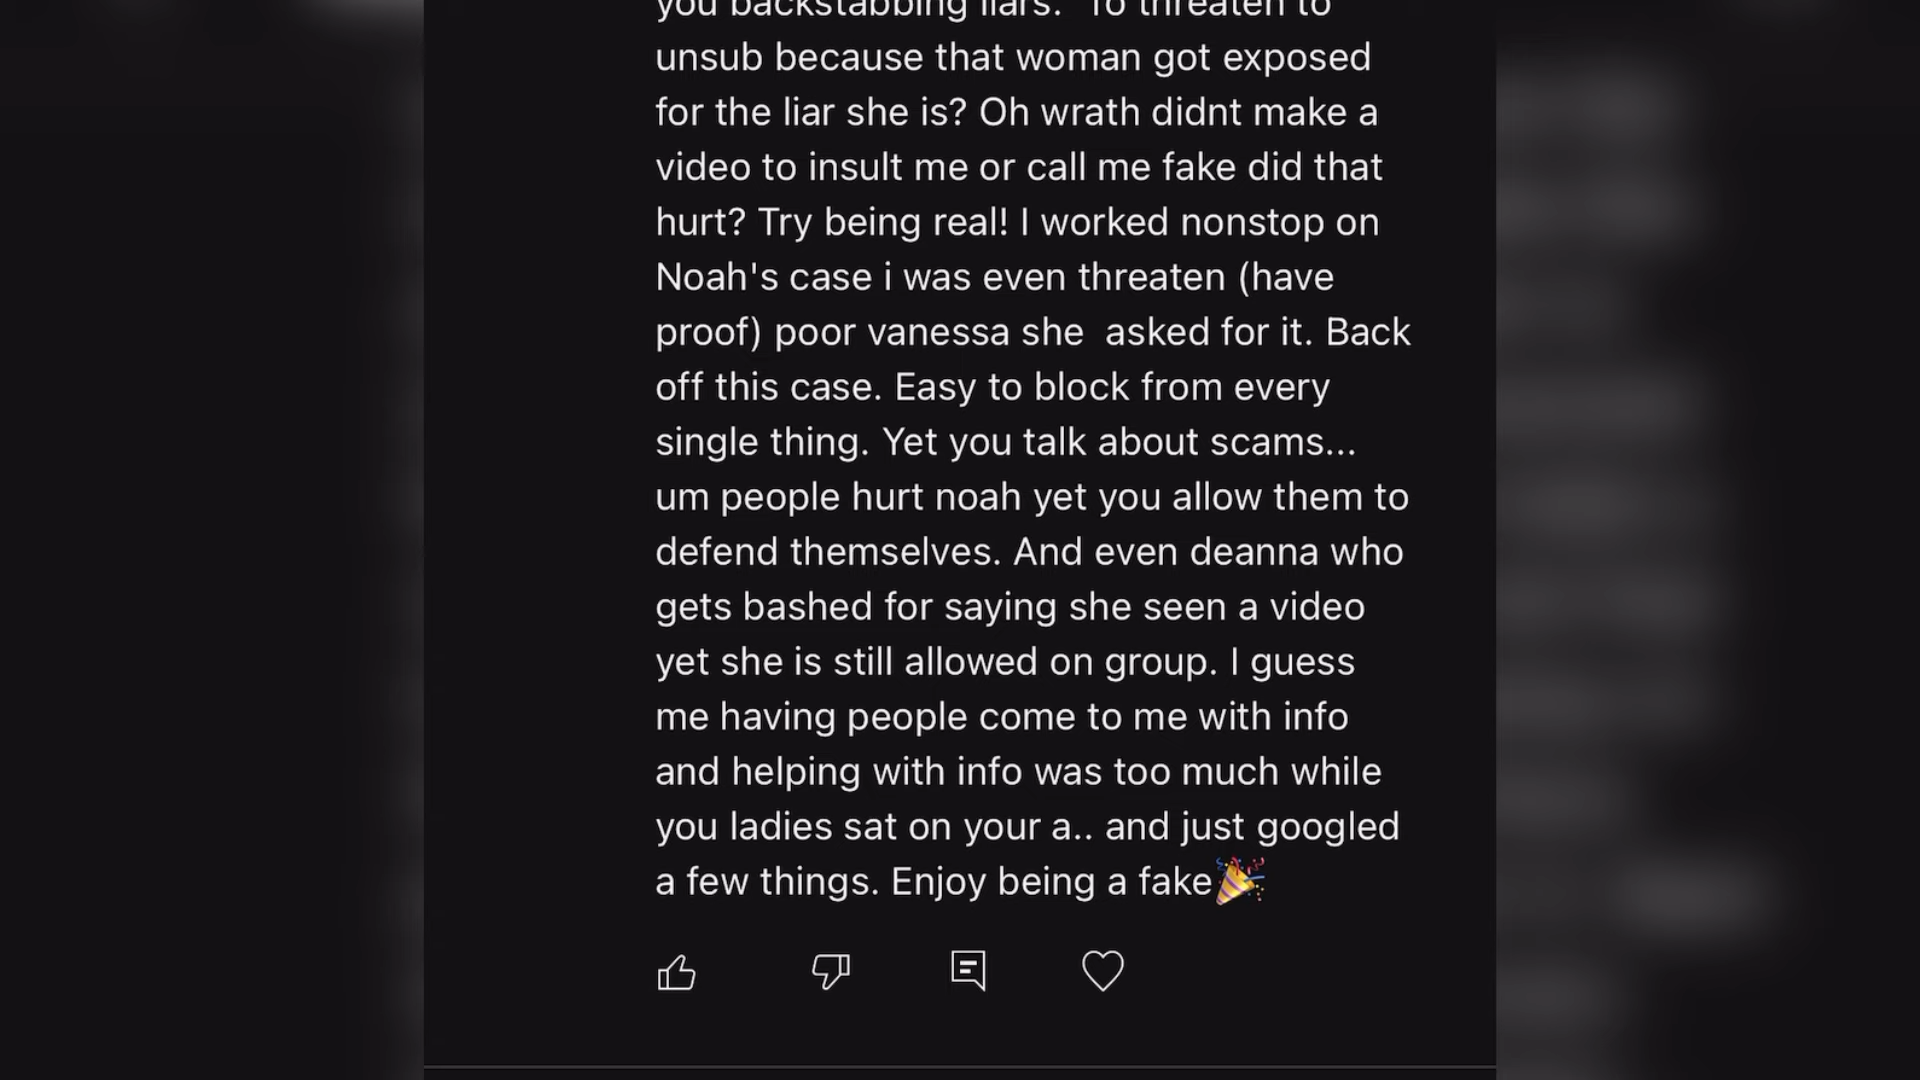 you backstabbing liars. To threaten to
unsub because that woman got exposed
for the liar she is? Oh wrath didnt make a
video to insult me or call me fake did that
hurt? Try being real! I worked nonstop on
Noah's case i was even threaten (have
proof) poor vanessa she  asked for it. Back
off this case. Easy to block from every
single thing. Yet you talk about scams...
um people hurt noah yet you allow them to
defend themselves. And even deanna who
gets bashed for saying she seen a video
yet she is still allowed on group. I guess
me having people come to me with info
and helping with info was too much while
you ladies sat on your a.. and just googled
a few things. Enjoy being a fake🎉